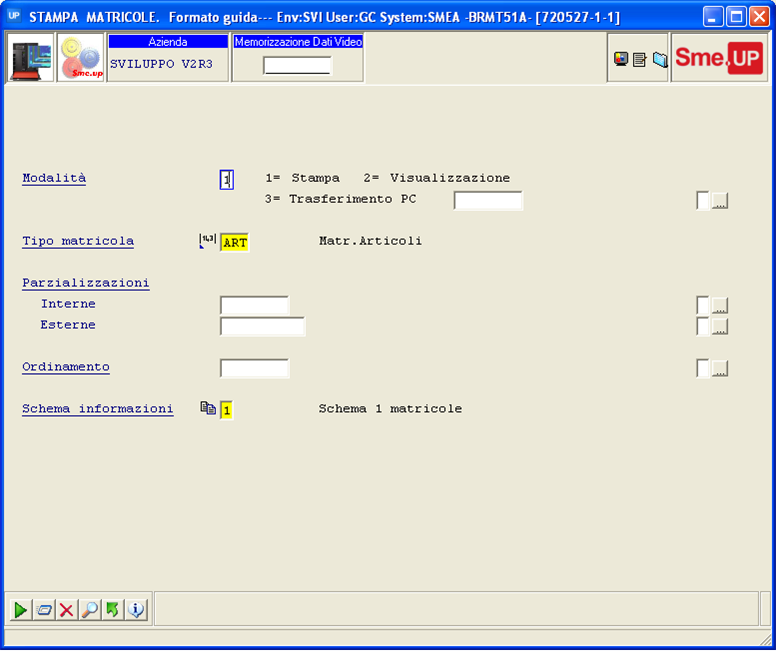 UP STAMPA MATRICOLE. Formato guida--- Env:SVI User:GC System:SMEA -BRMT51A- [720527-1-1]
Azienda Memorizzazione Dati Video
SVILUPPO V2R3
Sme.up
Sme.UP
Modalità 1 1= Stampa 2= Visualizzazione
3= Trasferimento PC ...
Tipo matricola ART Matr.Articoli
Parzializzazioni
Interne ...
Esterne ...
Ordinamento ...
Schema informazioni 1 Schema 1 matricole